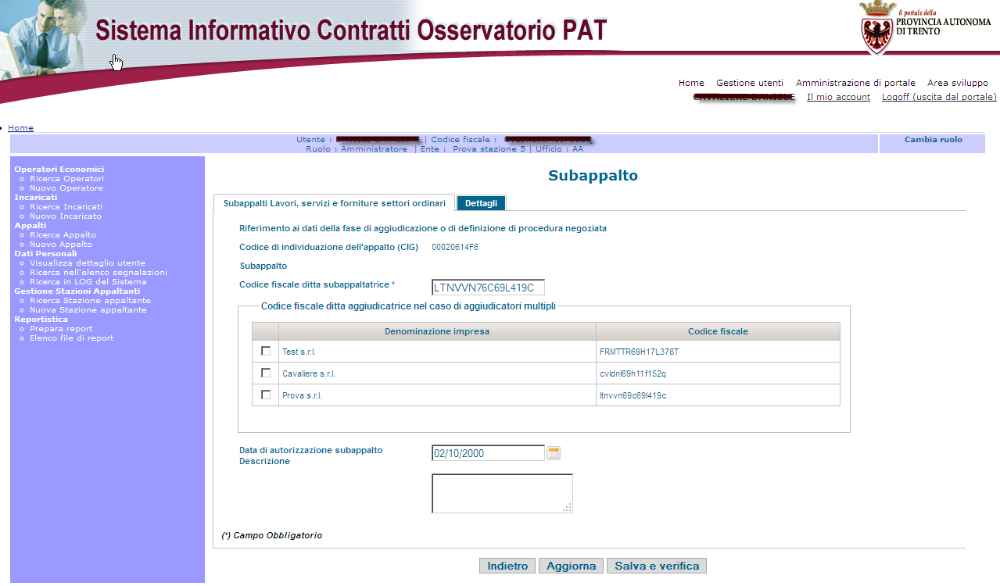 Sistema Informativo Contratti Osservatorio PAT
il portale della
PROVINCIA AUTONOMA
DI TRENTO
Home Gestione utenti Amministrazione di portale Area sviluppo
Il mio account Logoff (uscita dal portale)
Home
Utente : | Codice fiscale :
Ruolo : Amministratore | Ente : Prova stazione 5 | Ufficio : AA
Cambia ruolo
Operatori Economici
Ricerca Operatori
Nuovo Operatore
Incaricati
Ricerca Incaricati
Nuovo Incaricato
Appalti
Ricerca Appalto
Nuovo Appalto
Dati Personali
Visualizza dettaglio utente
Ricerca nell'elenco segnalazioni
Ricerca in LOG del Sistema
Gestione Stazioni Appaltanti
Ricerca Stazione appaltante
Nuova Stazione appaltante
Reportistica
Prepara report
Elenco file di report
Subappalto
Subappalti Lavori, servizi e forniture settori ordinari Dettagli
Riferimento ai dati della fase di aggiudicazione o di definizione di procedura negoziata
Codice di individuazione dell'appalto (CIG) 00020614F6
Subappalto
Codice fiscale ditta subappaltatrice * LTNVVN76C69L419C
Codice fiscale ditta aggiudicatrice nel caso di aggiudicatori multipli
Denominazione impresa Codice fiscale
Test s.r.l. FRMTTR69H17L378T
Cavaliere s.r.l. cvldnl69h11f152q
Prova s.r.l. ltnvvn69c69l419c
Data di autorizzazione subappalto 02/10/2000
Descrizione
(*) Campo Obbligatorio
Indietro Aggiorna Salva e verifica